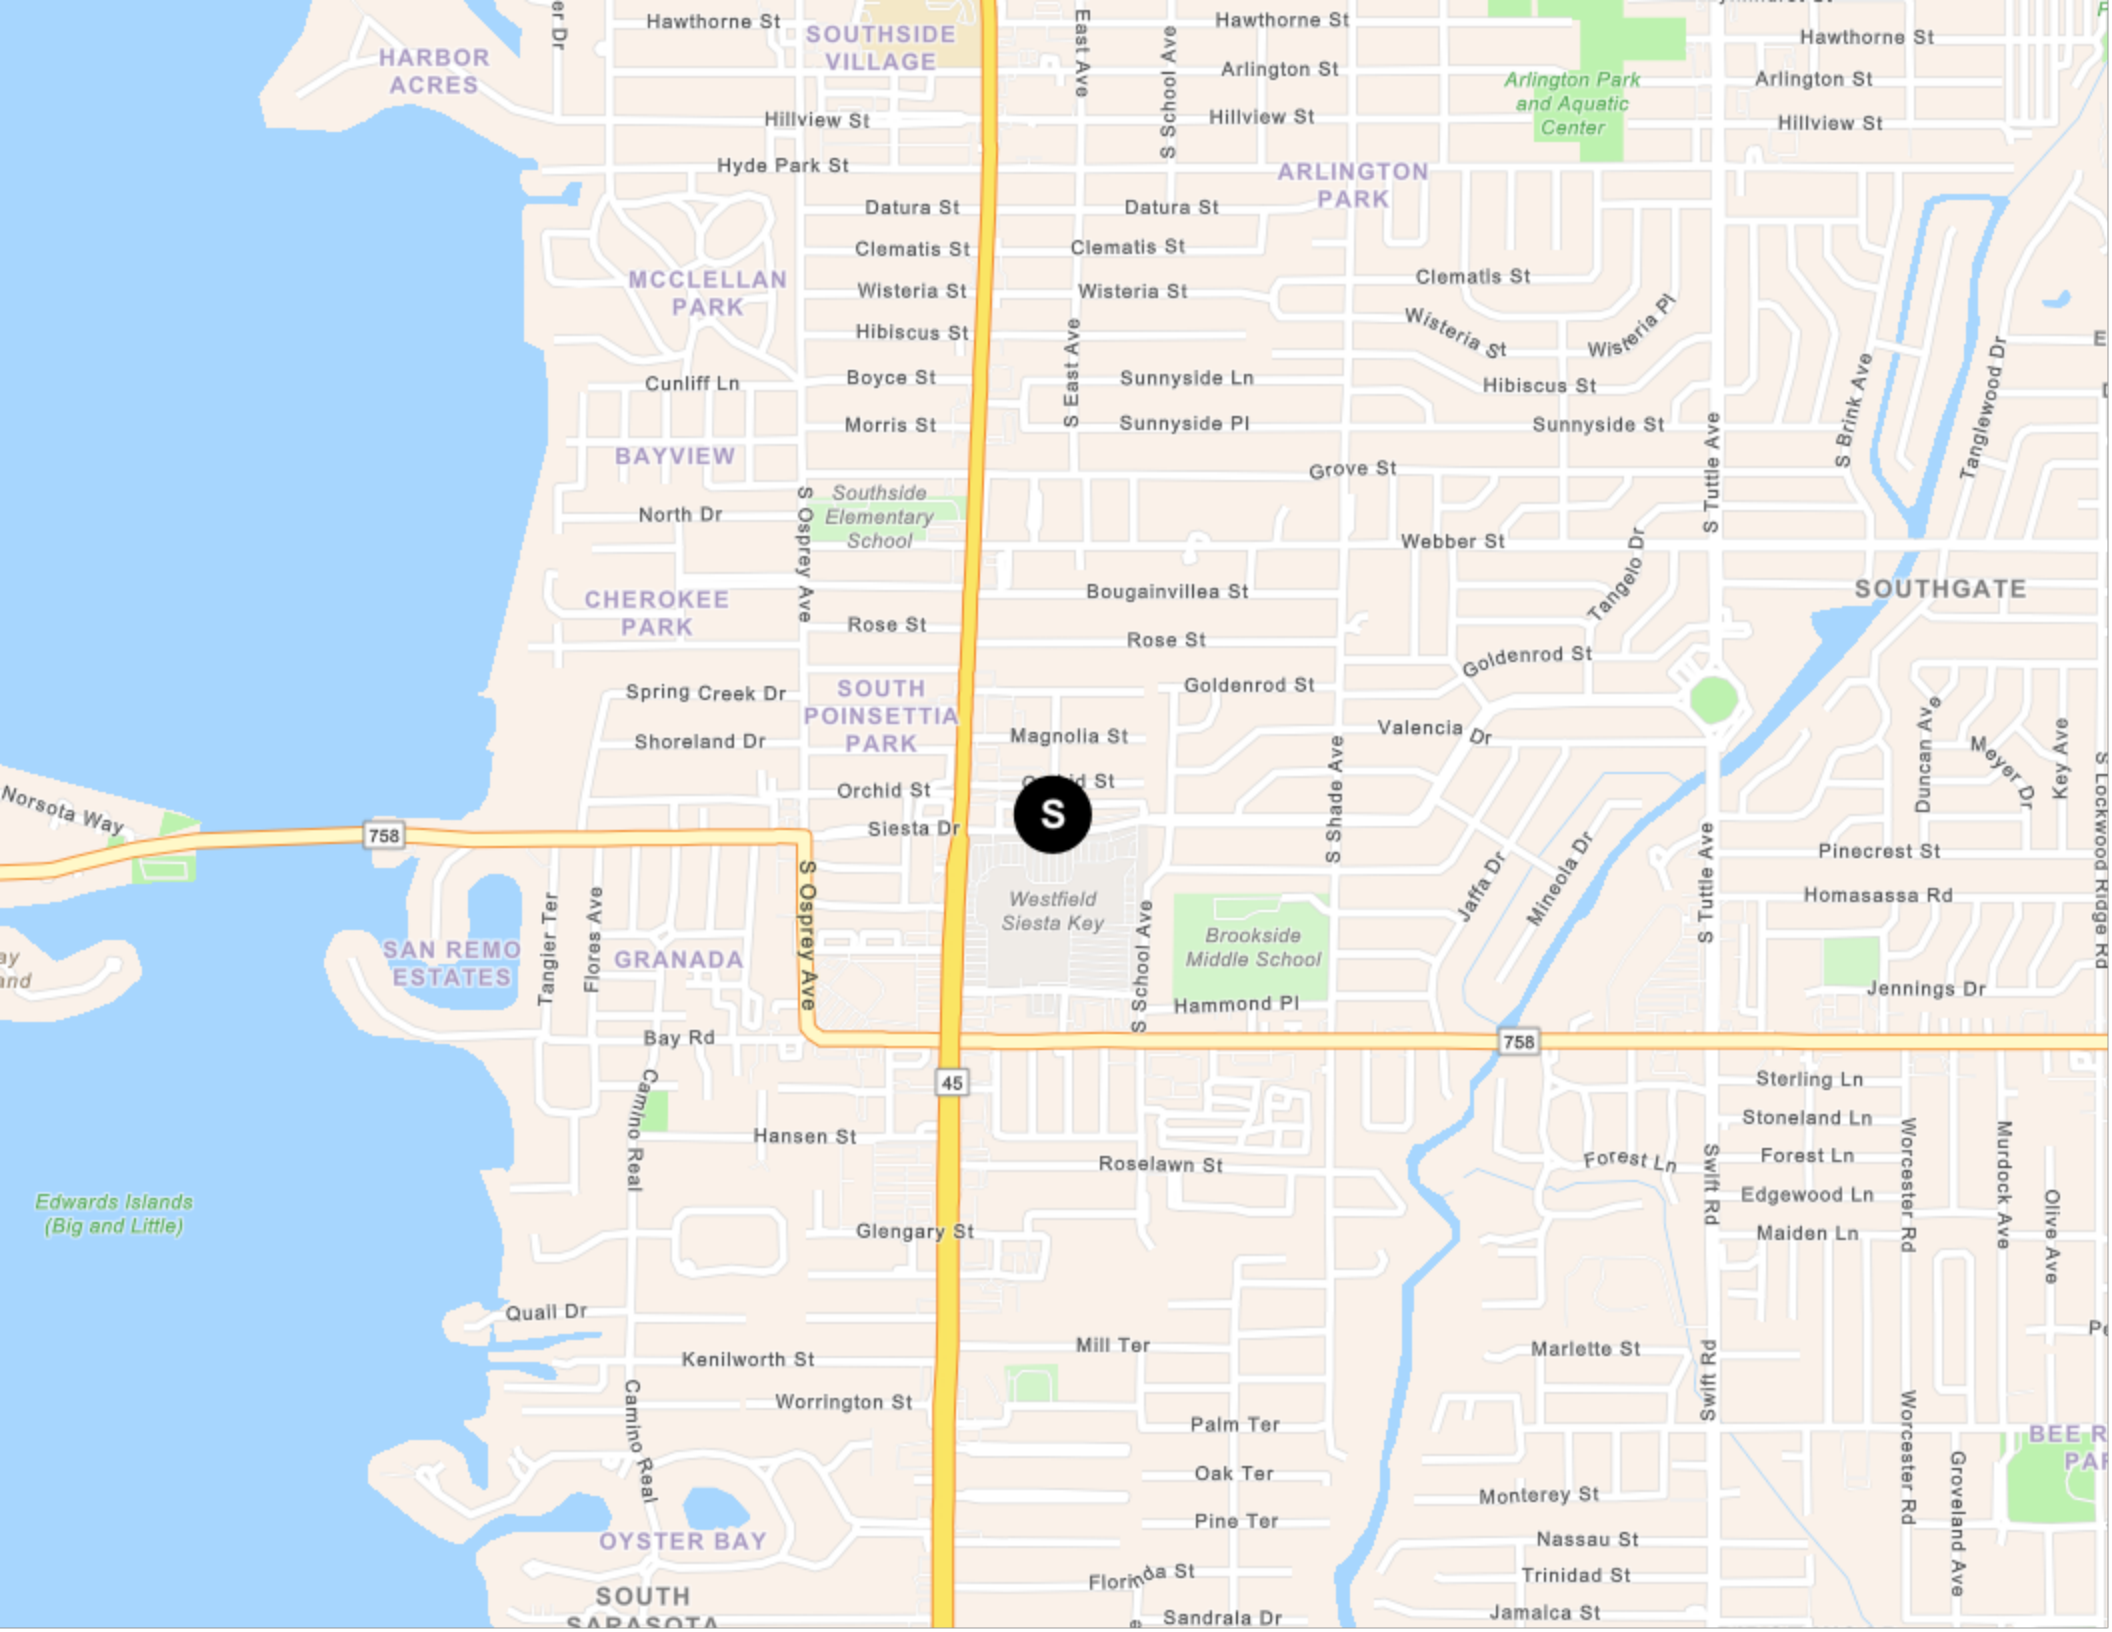 er Dr
Hawthorne St
SOUTHSIDE
VILLAGE
East Ave
S School Ave
Hawthorne St
Hawthorne St
HARBOR
ACRES
Arlington St
Arlington Park
and Aquatic
Center
Arlington St
Hillview St
Hillview St
Hillview St
Hyde Park St
ARLINGTON
PARK
Datura St
Datura St
Clematis St
Clematis St
MCCLELLAN
PARK
Clematis St
Wisteria St
Wisteria St
Wisteria St
Wisteria Pl
Hibiscus St
S East Ave
Boyce St
Sunnyside Ln
Hibiscus St
Cunliff Ln
S Brink Ave
Tanglewood Dr
Morris St
Sunnyside Pl
Sunnyside St
S Tuttle Ave
BAYVIEW
Grove St
S Osprey Ave
Southside
Elementary
School
North Dr
Webber St
Tangelo Dr
CHEROKEE
PARK
Bougainvillea St
SOUTHGATE
Rose St
Rose St
Goldenrod St
Spring Creek Dr
SOUTH
POINSETTIA
PARK
Goldenrod St
Shoreland Dr
Magnolia St
Valencia Dr
S Shade Ave
Duncan Ave
Meyer Dr
Key Ave
S Lockwood Ridge Rd
Orchid St
S
Norsota Way
758
Siesta Dr
S Tuttle Ave
Pinecrest St
Jaffa Dr
Mineola Dr
Homasassa Rd
Westfield
Siesta Key
S Osprey Ave
Tangier Ter
Flores Ave
S School Ave
SAN REMO
ESTATES
GRANADA
Brookside
Middle School
Jennings Dr
Hammond Pl
Bay Rd
758
45
Camino Real
Sterling Ln
Stoneland Ln
Hansen St
Roselawn St
Forest Ln
Swift Rd
Forest Ln
Worcester Rd
Murdock Ave
Olive Ave
Edgewood Ln
Edwards Islands
(Big and Little)
Glengary St
Maiden Ln
Quail Dr
Mill Ter
Marlette St
Swift Rd
Kenilworth St
Camino Real
Worrington St
Palm Ter
Worcester Rd
Groveland Ave
BEE R
PAR
Oak Ter
Monterey St
Pine Ter
OYSTER BAY
Nassau St
Florinda St
Trinidad St
SOUTH
SARASOTA
Sandrala Dr
Jamaica St